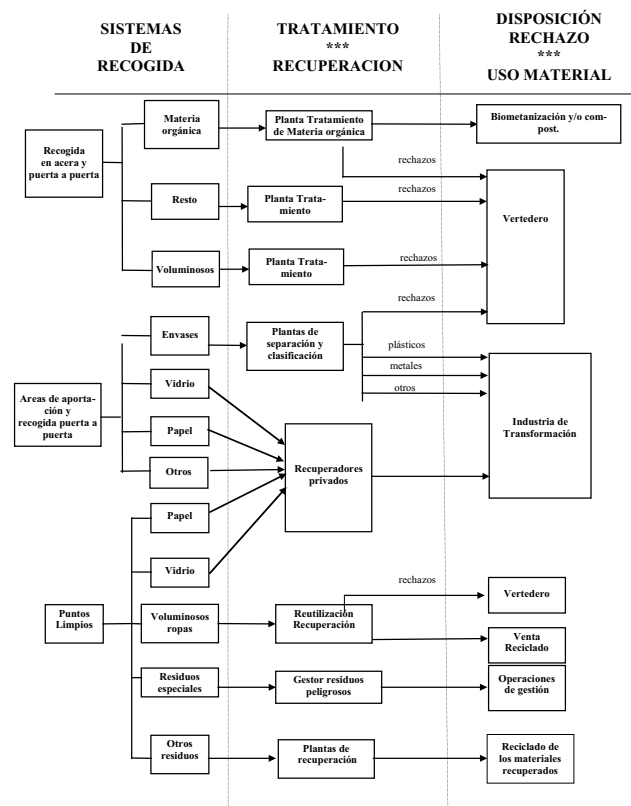 SISTEMAS
DE
RECOGIDA
TRATAMIENTO
***
RECUPERACION
DISPOSICIÓN
RECHAZO
***
USO MATERIAL
Recogida
en acera y
puerta a puerta
Materia
orgánica
Planta Tratamiento
de Materia orgánica
Biometanización y/o com-
post.
rechazos
Resto
Planta Trata-
miento
rechazos
Vertedero
Voluminosos
Planta Trata-
miento
rechazos
rechazos
Envases
Plantas de
separación y
clasificación
plásticos
metales
otros
Areas de aportación y
recogida puerta a
puerta
Vidrio
Papel
Otros
Recuperadores
privados
Industria de
Transformación
Papel
Vidrio
Puntos
Limpios
Voluminosos
ropas
Reutilización
Recuperación
rechazos
Vertedero
Venta
Reciclado
Residuos
especiales
Gestor residuos
peligrosos
Operaciones
de gestión
Otros
residuos
Plantas de
recuperación
Reciclado de
los materiales
recuperados